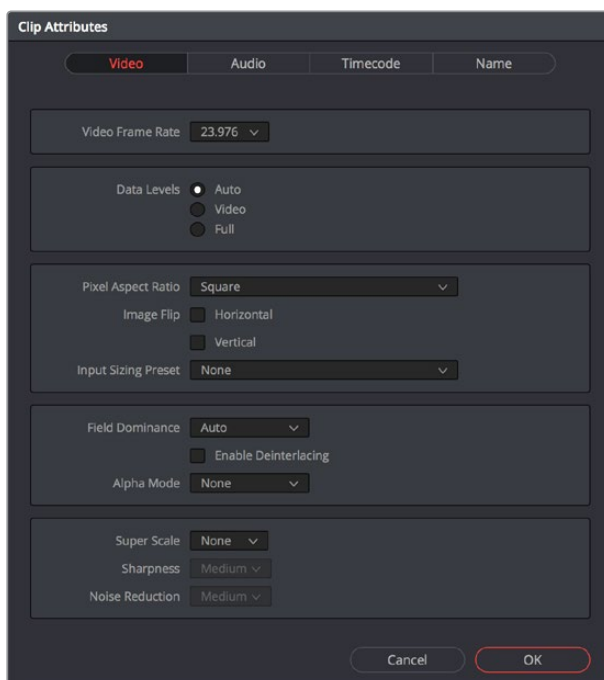 Clip Attributes
Video Audio Timecode Name
Video Frame Rate 23.976
Data Levels Auto
Video
Full
Pixel Aspect Ratio Square
Image Flip Horizontal
Vertical
Input Sizing Preset None
Field Dominance Auto
Enable Deinterlacing
Alpha Mode None
Super Scale None
Sharpness Medium
Noise Reduction Medium
Cancel OK